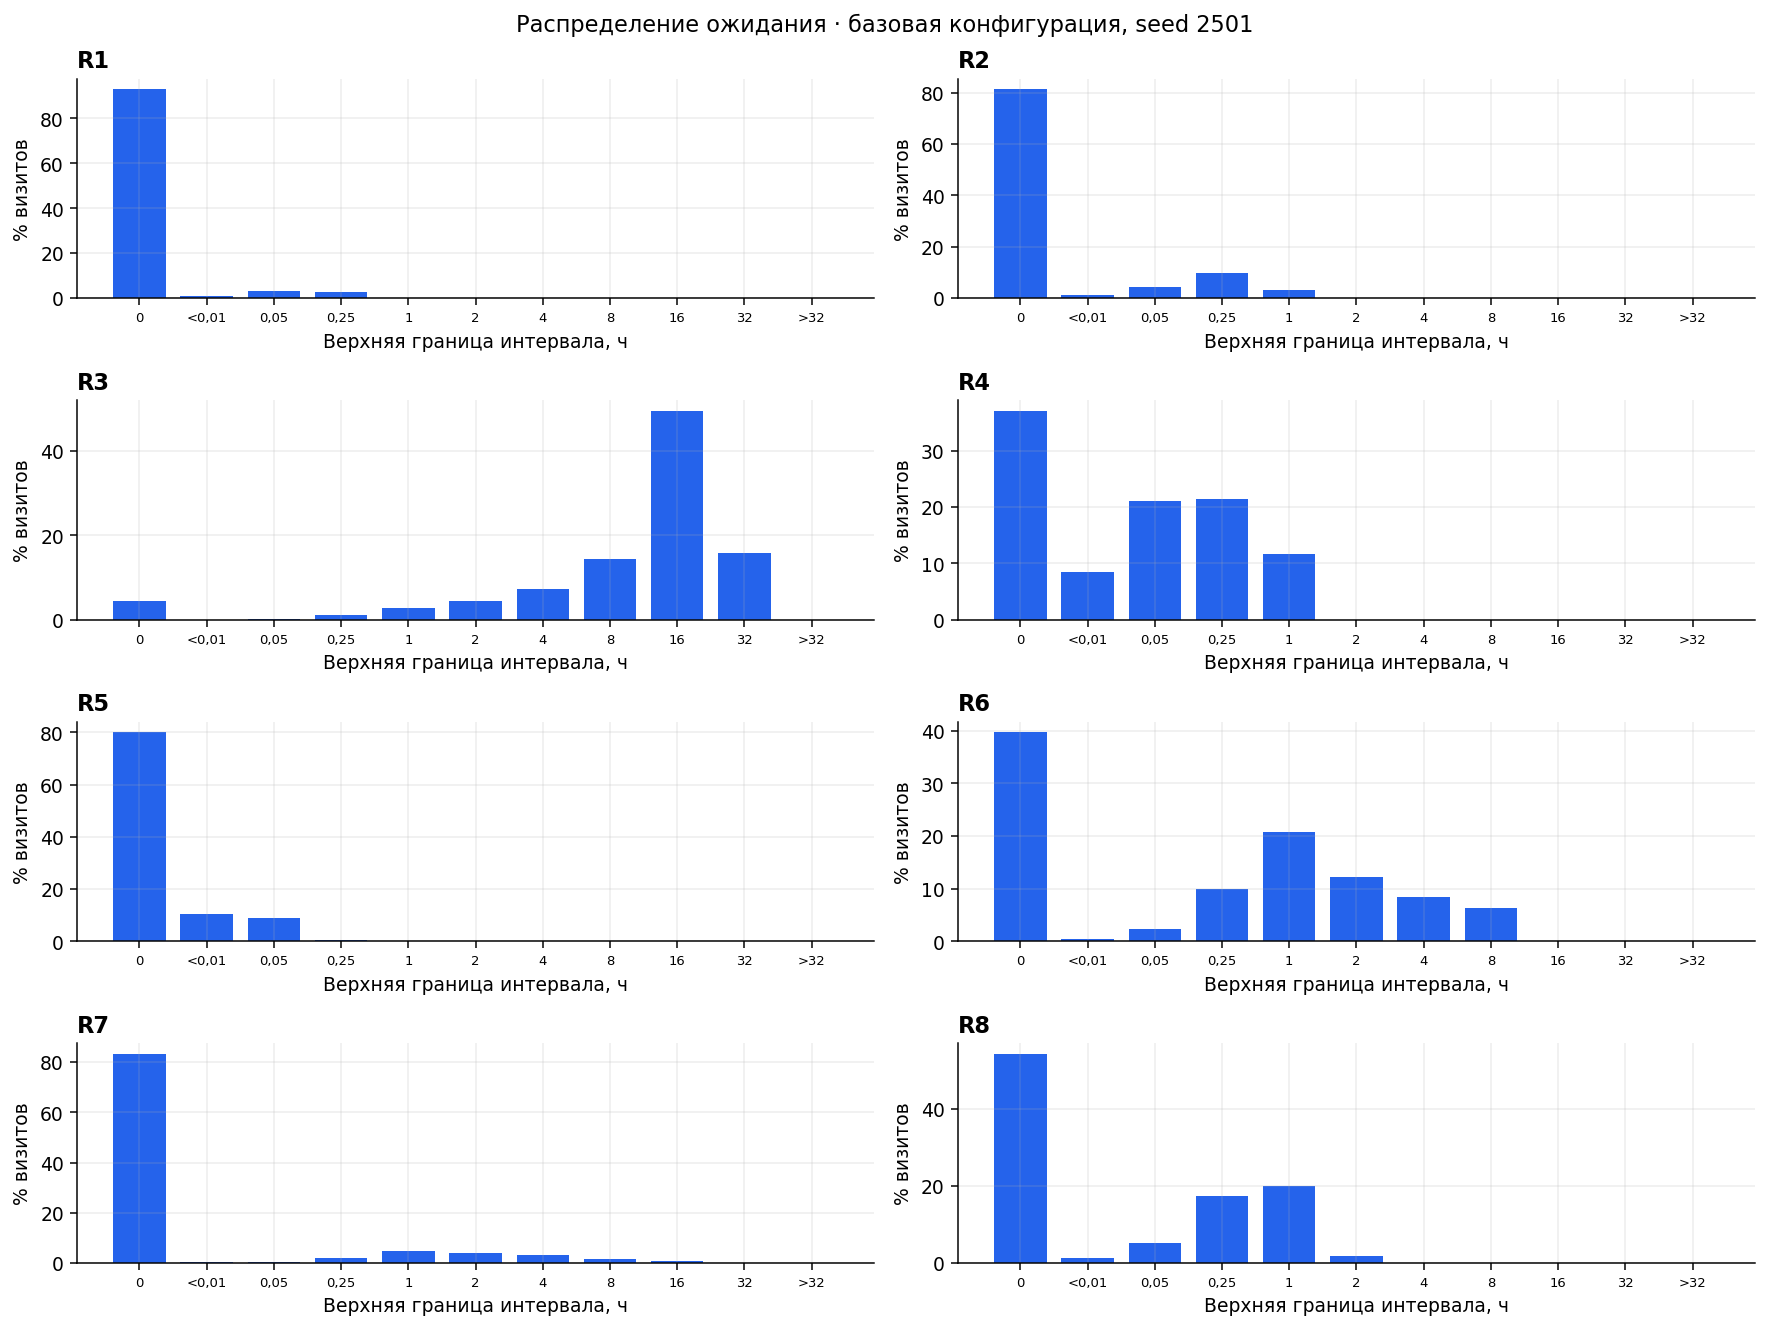 Распределение ожидания · базовая конфигурация, seed 2501
R1
% визитов
80
60
40
20
0
0 <0,01 0,05 0,25 1 2 4 8 16 32 >32
Верхняя граница интервала, ч
R2
% визитов
80
60
40
20
0
0 <0,01 0,05 0,25 1 2 4 8 16 32 >32
Верхняя граница интервала, ч
R3
% визитов
40
20
0
0 <0,01 0,05 0,25 1 2 4 8 16 32 >32
Верхняя граница интервала, ч
R4
% визитов
30
20
10
0
0 <0,01 0,05 0,25 1 2 4 8 16 32 >32
Верхняя граница интервала, ч
R5
% визитов
80
60
40
20
0
0 <0,01 0,05 0,25 1 2 4 8 16 32 >32
Верхняя граница интервала, ч
R6
% визитов
40
30
20
10
0
0 <0,01 0,05 0,25 1 2 4 8 16 32 >32
Верхняя граница интервала, ч
R7
% визитов
80
60
40
20
0
0 <0,01 0,05 0,25 1 2 4 8 16 32 >32
Верхняя граница интервала, ч
R8
% визитов
40
20
0
0 <0,01 0,05 0,25 1 2 4 8 16 32 >32
Верхняя граница интервала, ч